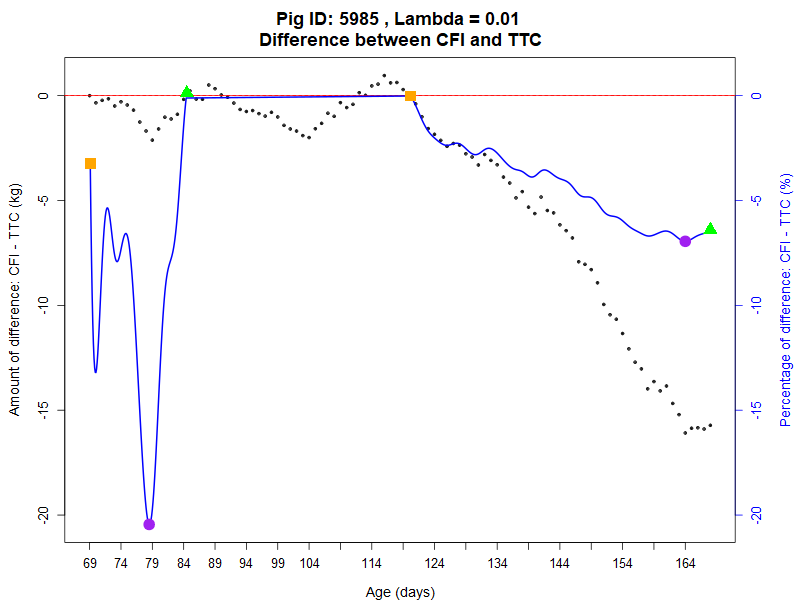 Pig ID: 5985 , Lambda = 0.01
Difference between CFI and TTC
Amount of difference: CFI - TTC (kg)
0
-5
-10
-15
-20
0
-5
-10
-15
-20
Percentage of difference: CFI - TTC (%)
69 74 79 84 89 94 99 104 114 124 134 144 154 164
Age (days)